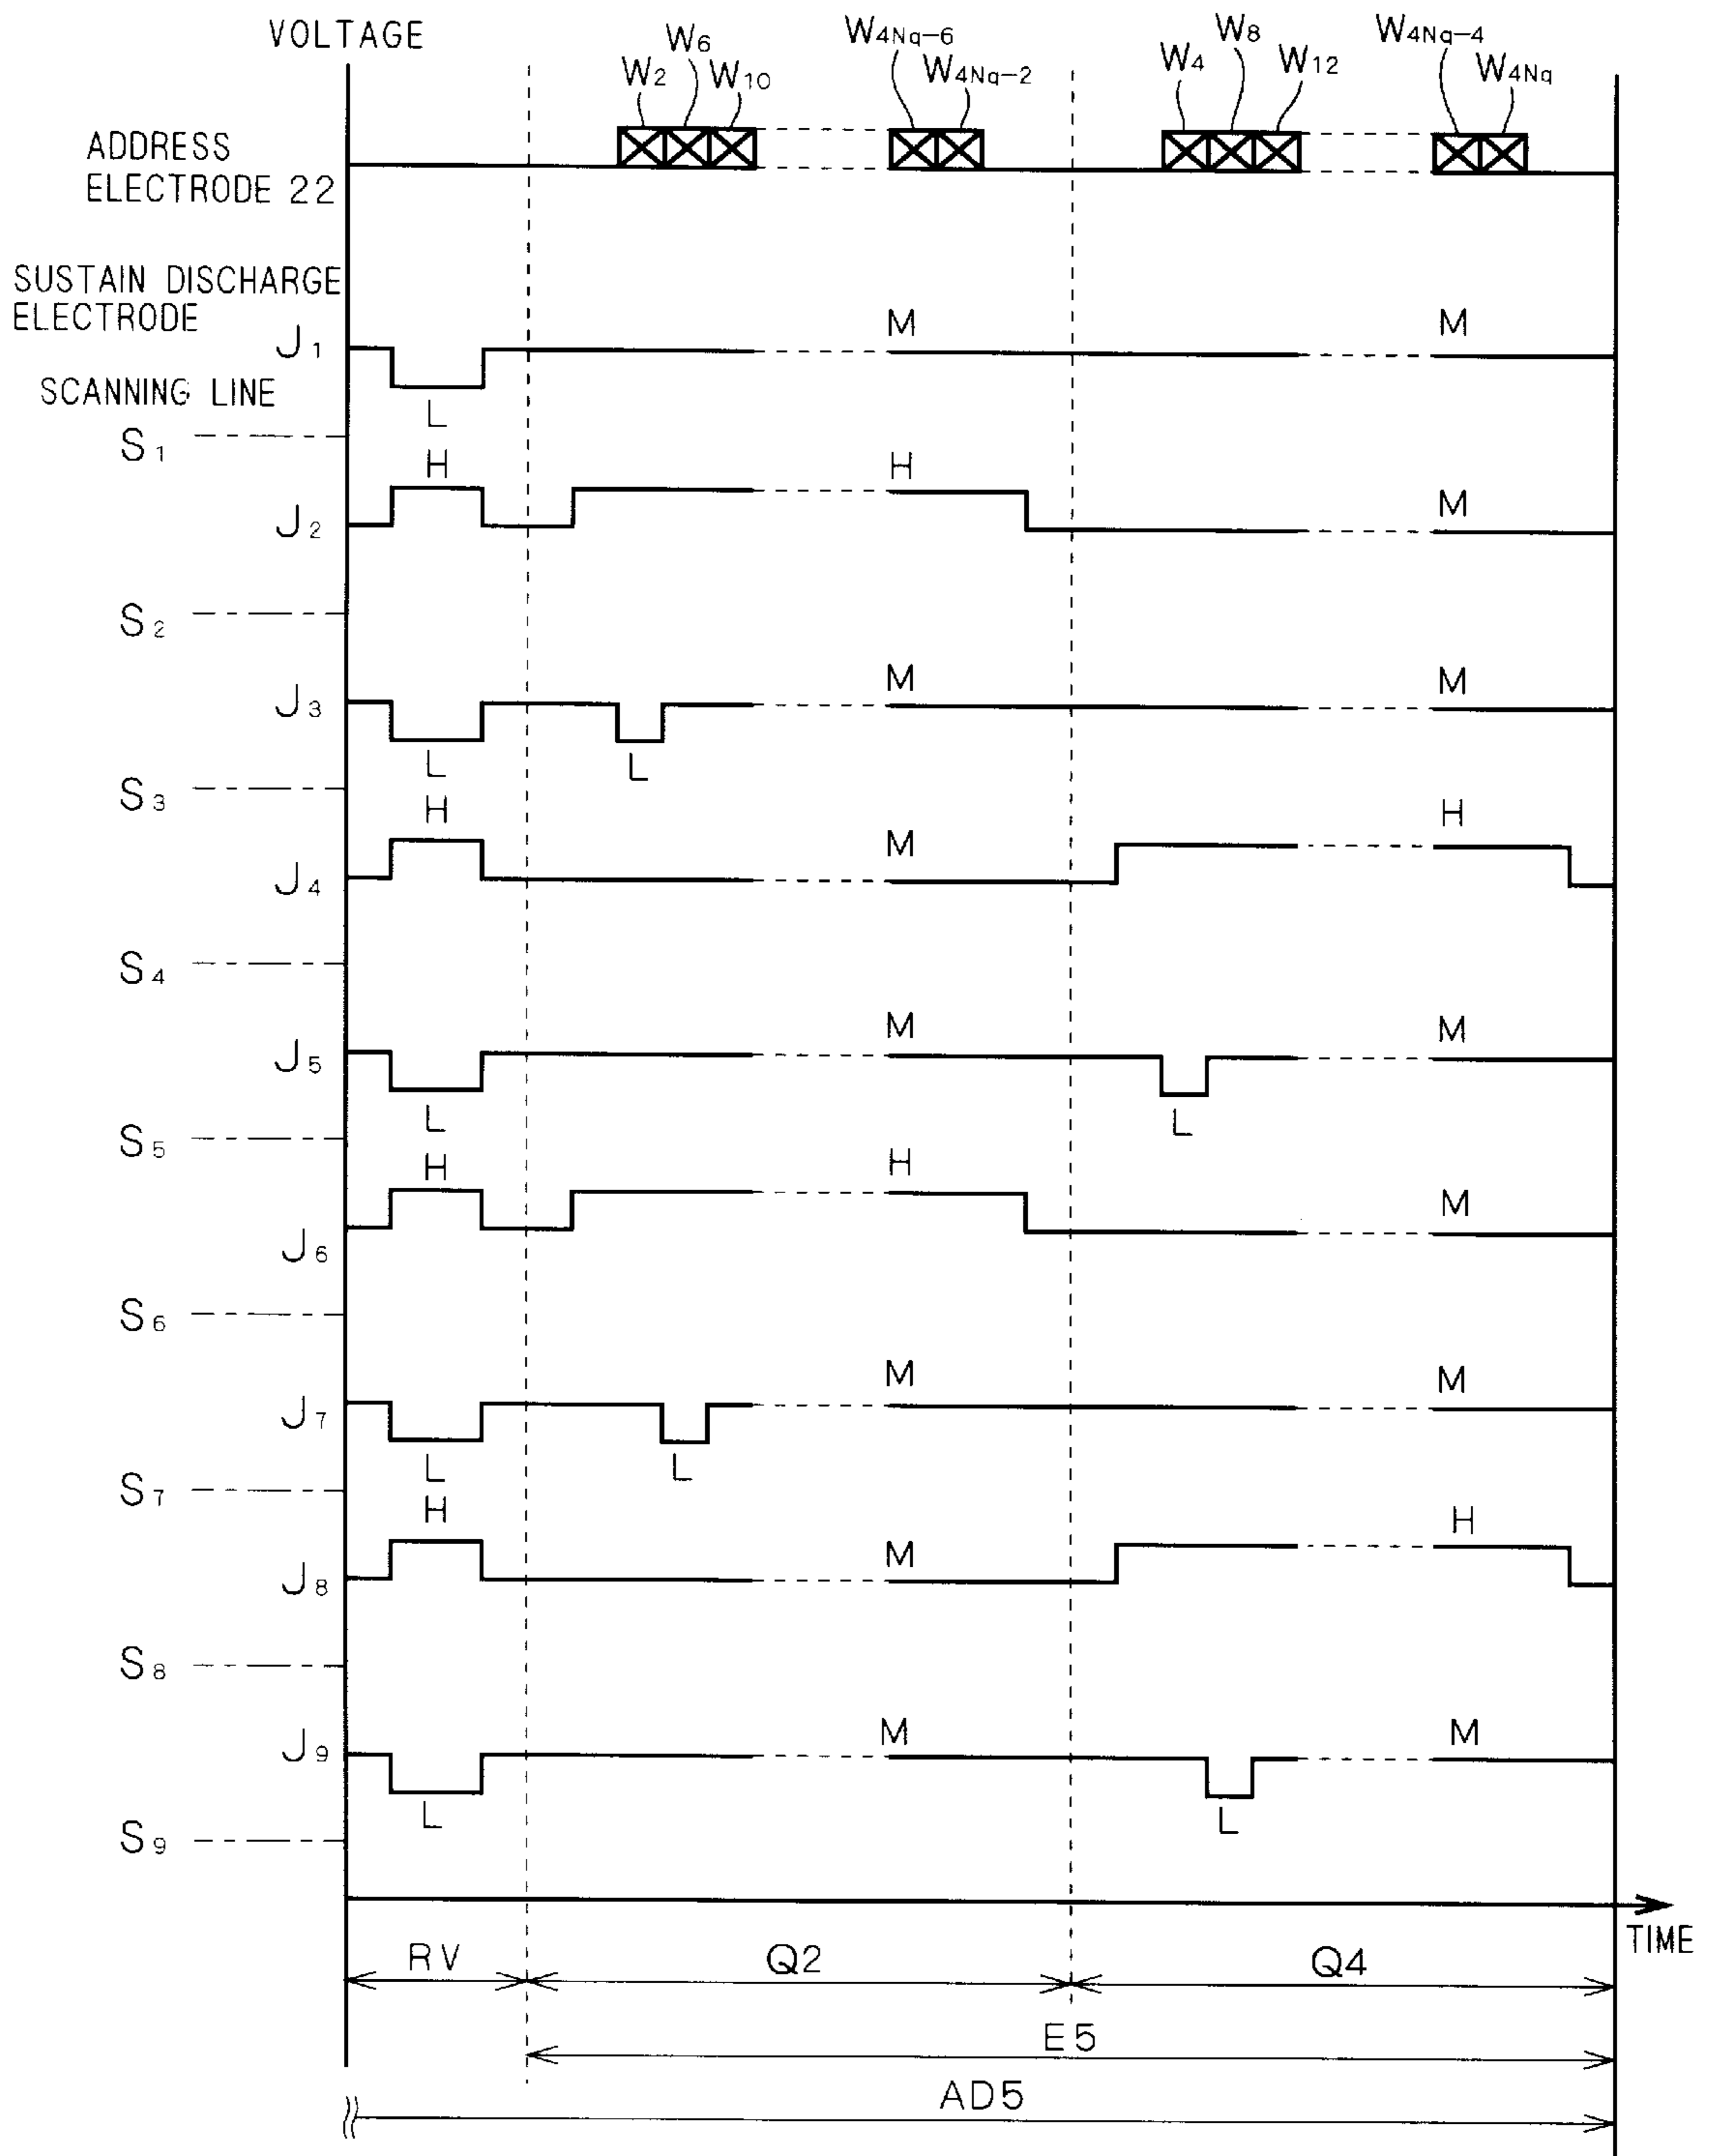 VOLTAGE
W2 W6 W10 W4Nq-6 W4Nq-2 W4 W8 W12 W4Nq-4 W4Nq
ADDRESS
ELECTRODE 22
SUSTAIN DISCHARGE
ELECTRODE
J1 M M
L
SCANNING LINE
S1
H H
J2 M
S2
J3 M M
L L
S3
H H
J4 M
S4
J5 M M
L L
S5
H H
J6 M
S6
J7 M M
L L
S7
H H
J8 M
S8
J9 M M
L L
S9
TIME
RV Q2 Q4
E5
AD5